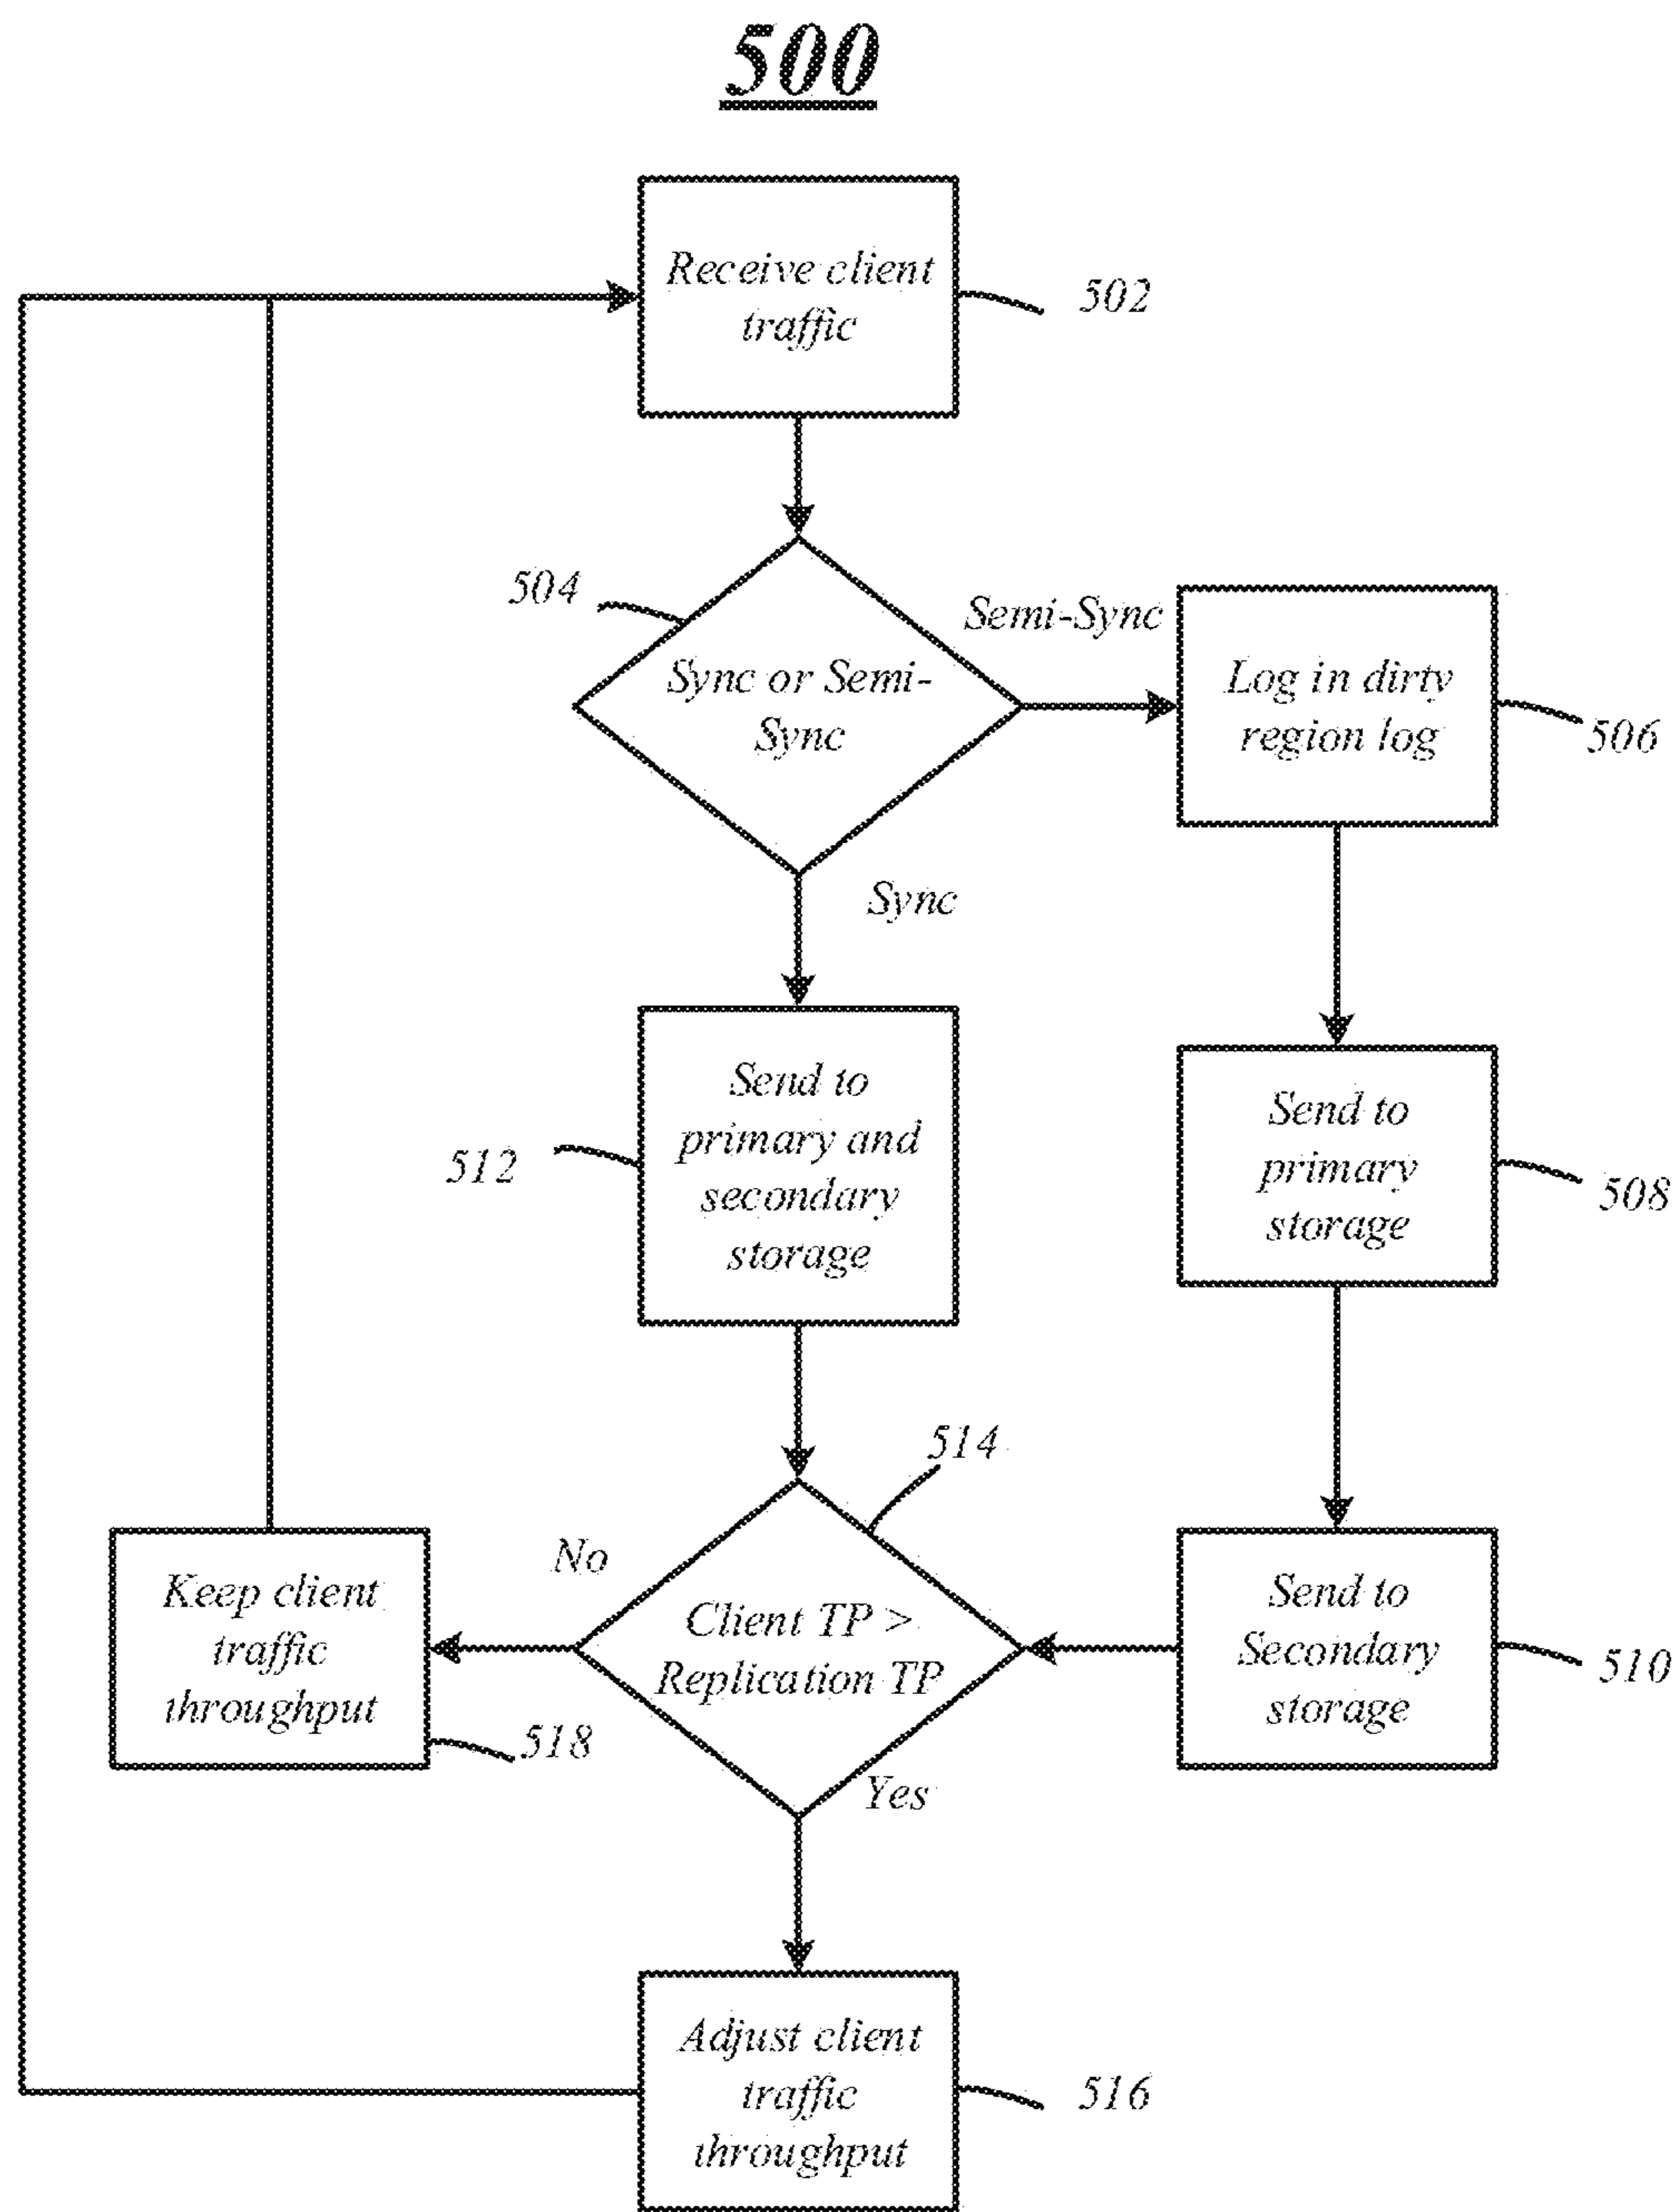 500
Receive client
traffic
502
504
Sync or Semi-
Sync
Semi-Sync
Log in dirty
region log
506
Sync
Send to
primary and
secondary
storage
512
Send to
primary
storage
508
514
No
Client TP >
Replication TP
Keep client
traffic
throughput
518
Send to
Secondary
storage
510
Yes
Adjust client
traffic
throughput
516